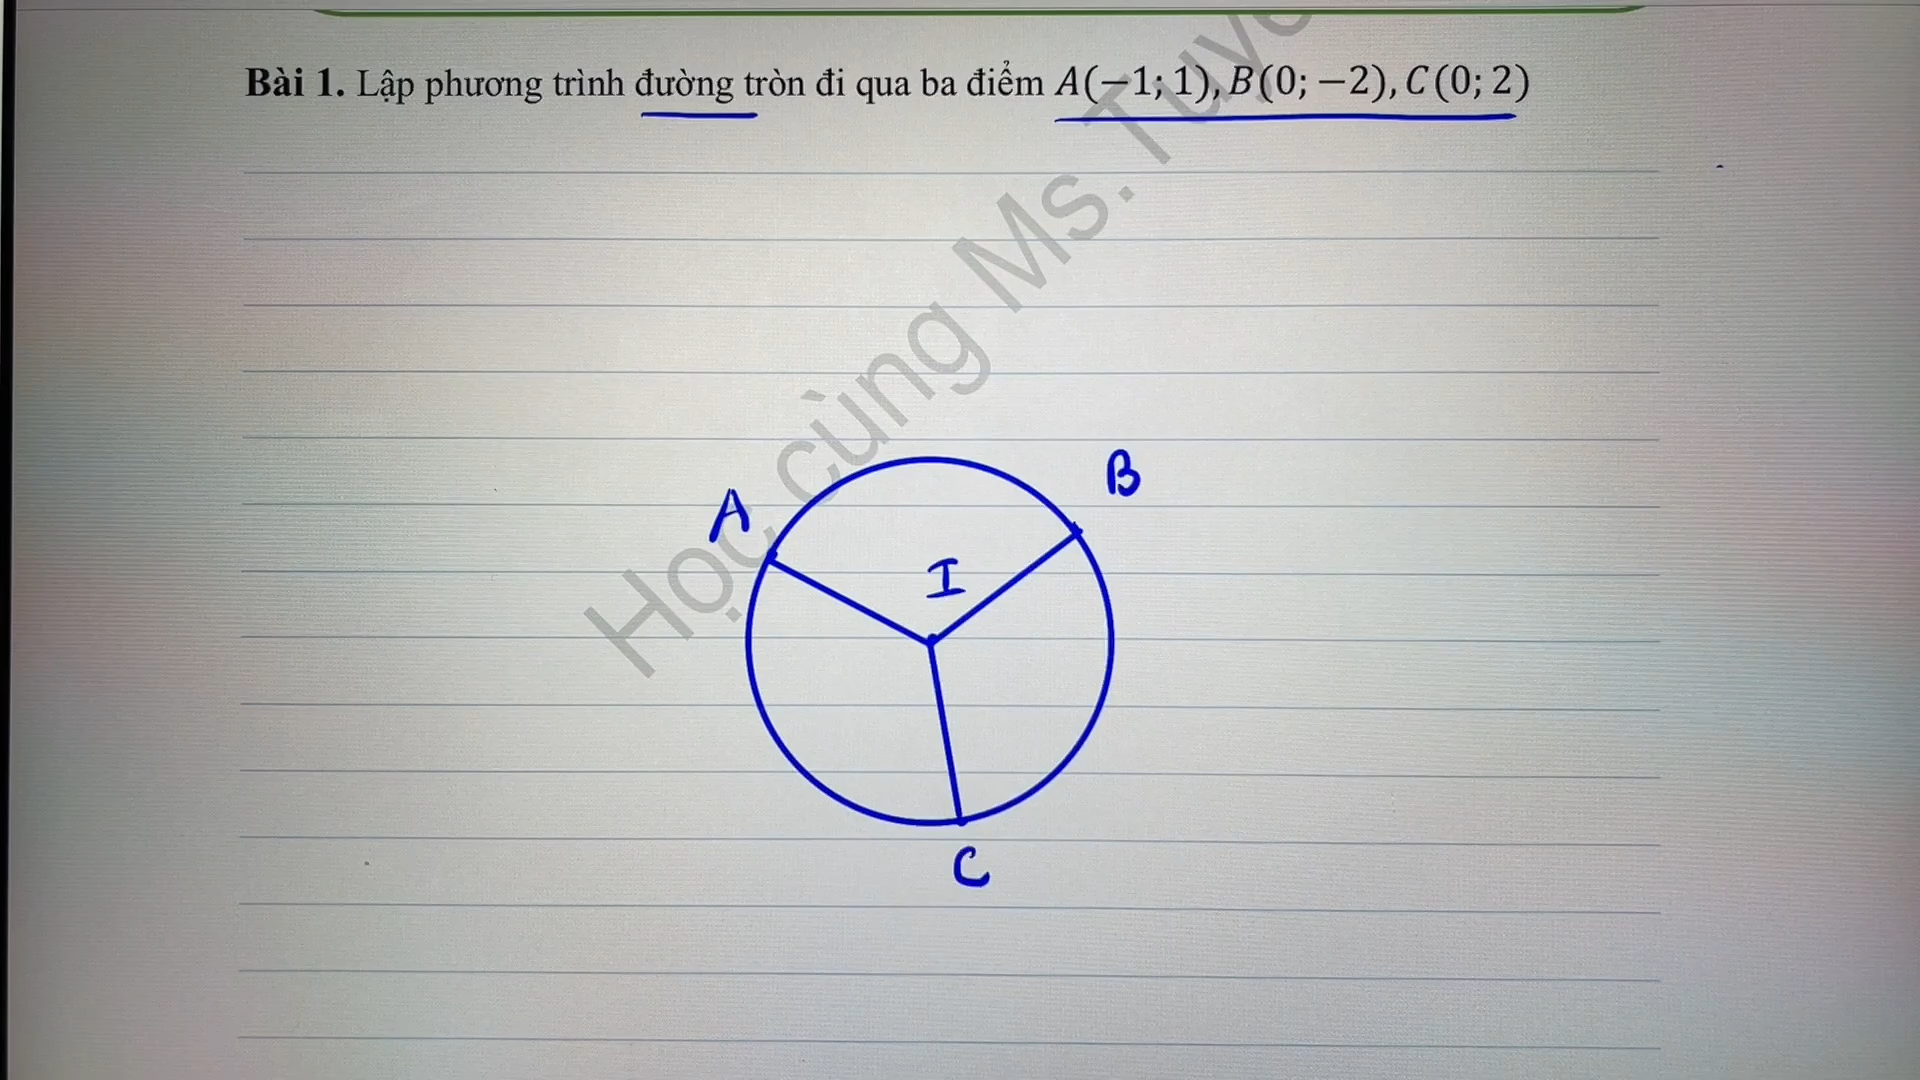 Bài 1. Lập phương trình đường tròn đi qua ba điểm A(−1; 1), B(0; −2), C(0; 2)
Học cùng Ms.
B
A
I
C